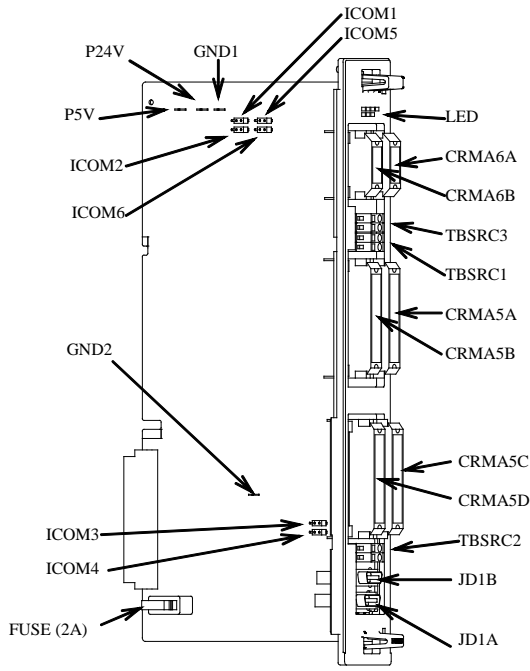 ICOM1
ICOM5
P24V
GND1
P5V
LED
ICOM2
CRMA6A
CRMA6B
ICOM6
TBSRC3
TBSRC1
CRMA5A
GND2
CRMA5B
CRMA5C
CRMA5D
ICOM3
TBSRC2
ICOM4
JD1B
FUSE (2A)
JD1A